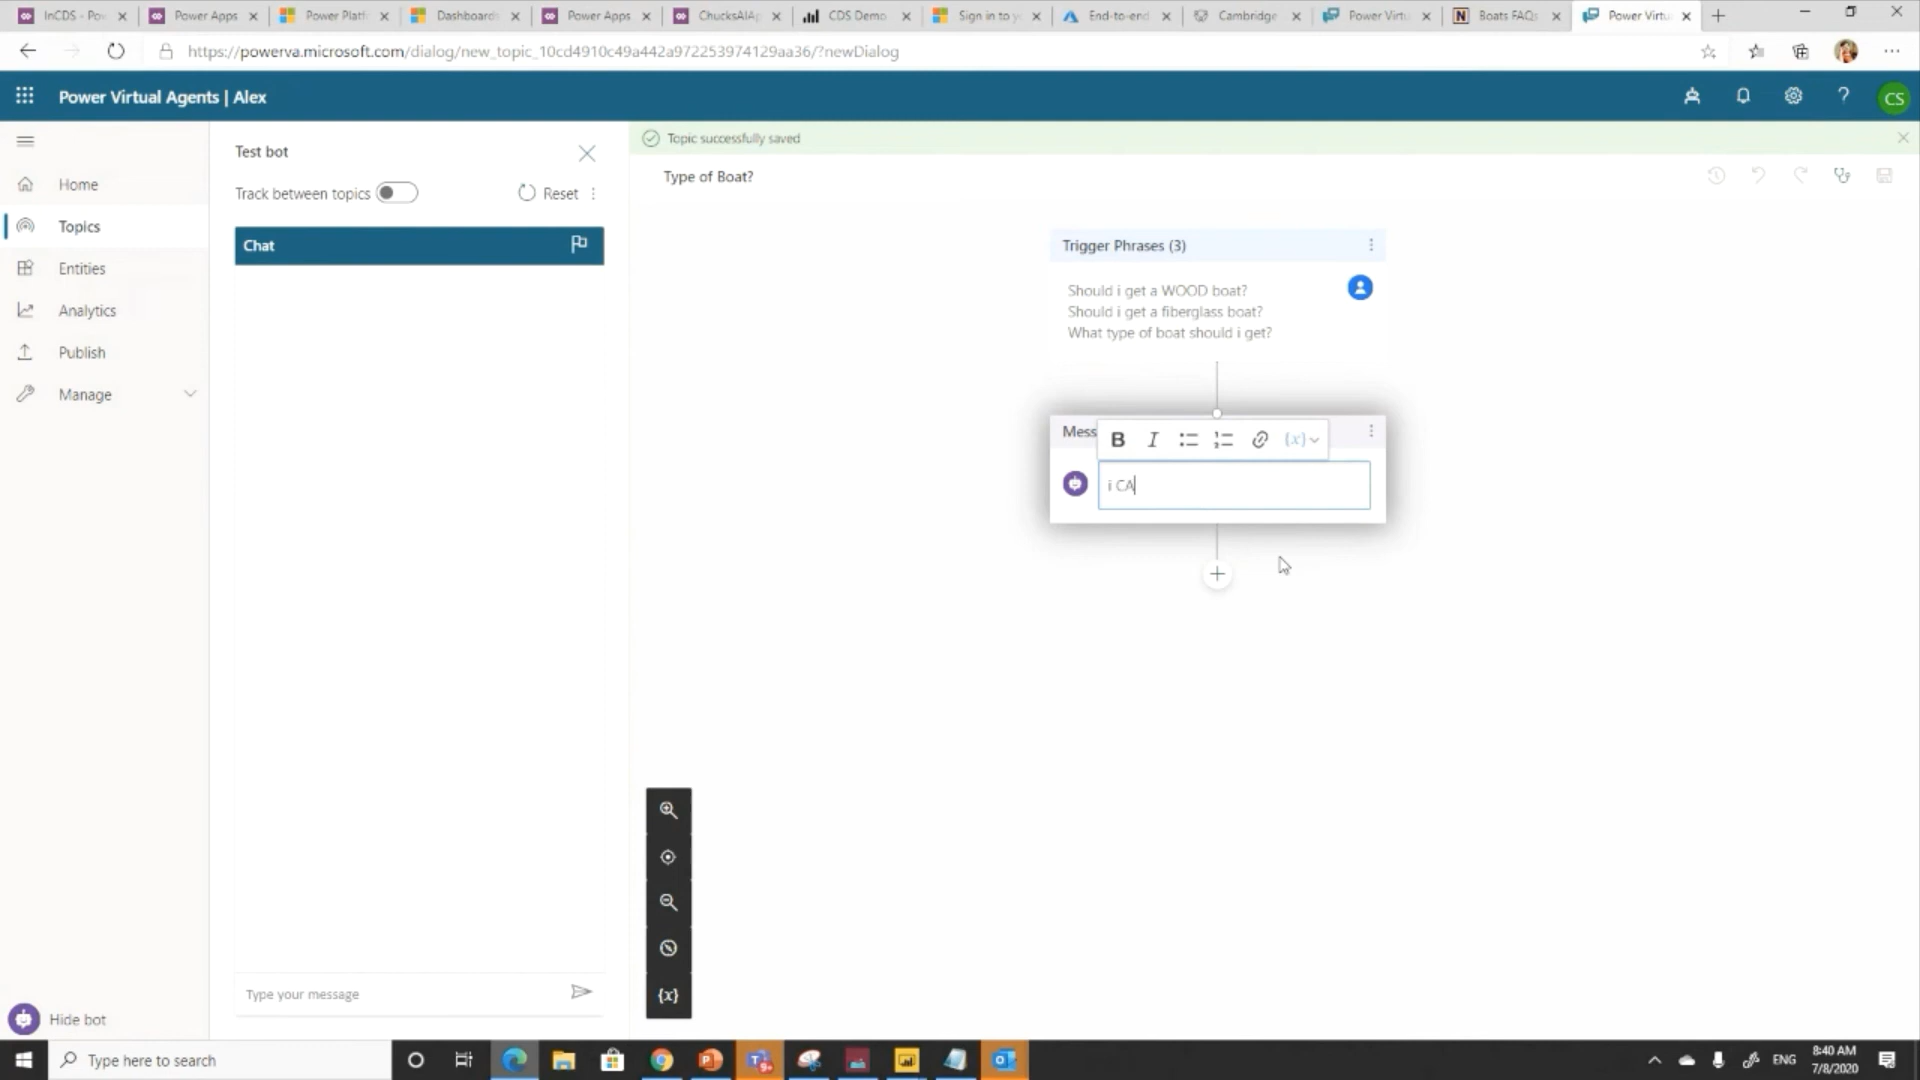 InCDS - Pow
Power Apps
Power Platf
Dashboards
Power Apps
ChucksAIAp
CDS Demo
Sign in to y
End-to-end
Cambridge
Power Virtu
Boats FAQs
Power Virtu
https://powerva.microsoft.com/dialog/new_topic_10cd4910c49a442a972253974129aa36/?newDialog
Power Virtual Agents | Alex
?
CS
Home
Topics
Entities
Analytics
Publish
Manage
Hide bot
Test bot
Track between topics
Reset
Chat
Type your message
Topic successfully saved
Type of Boat?
Trigger Phrases (3)
Should i get a WOOD boat?
Should i get a fiberglass boat?
What type of boat should i get?
Mess
B I {x}
i CA
{x}
Type here to search
9+
ENG
8:40 AM
7/8/2020